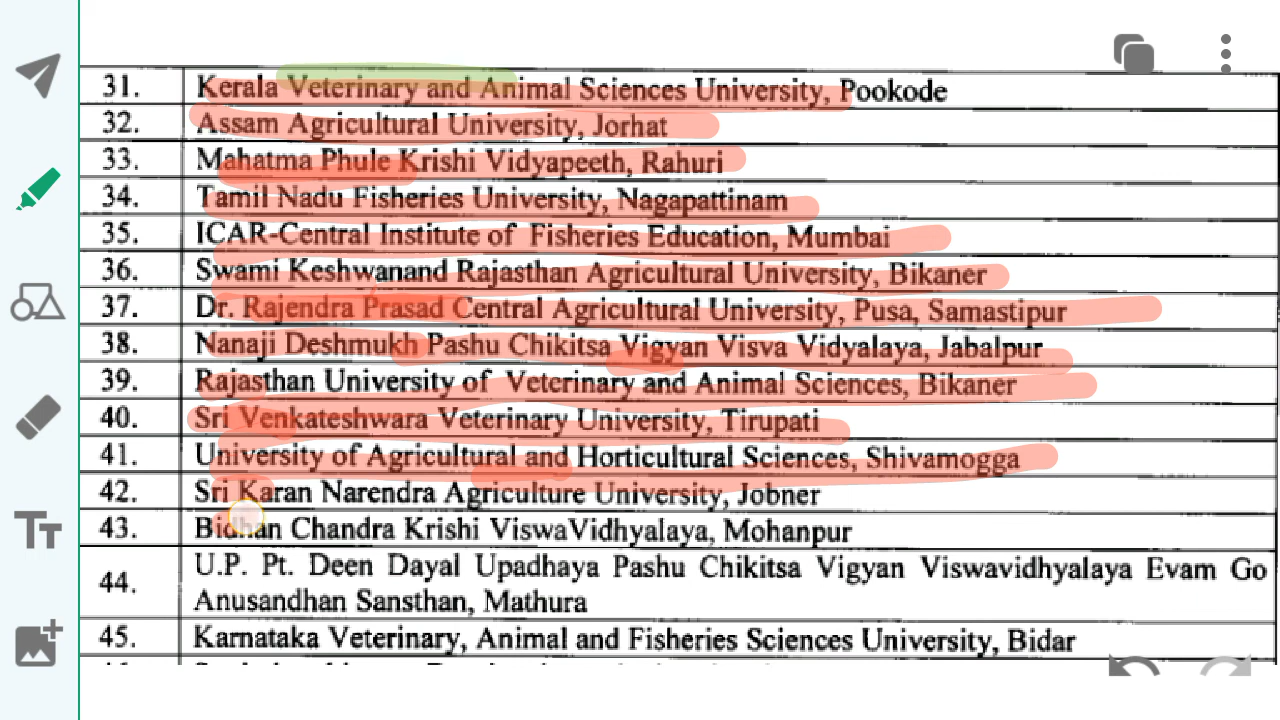 31. Kerala Veterinary and Animal Sciences University, Pookode
32. Assam Agricultural University, Jorhat
33. Mahatma Phule Krishi Vidyapeeth, Rahuri
34. Tamil Nadu Fisheries University, Nagapattinam
35. ICAR-Central Institute of Fisheries Education, Mumbai
36. Swami Keshwanand Rajasthan Agricultural University, Bikaner
37. Dr. Rajendra Prasad Central Agricultural University, Pusa, Samastipur
38. Nanaji Deshmukh Pashu Chikitsa Vigyan Visva Vidyalaya, Jabalpur
39. Rajasthan University of Veterinary and Animal Sciences, Bikaner
40. Sri Venkateshwara Veterinary University, Tirupati
41. University of Agricultural and Horticultural Sciences, Shivamogga
42. Sri Karan Narendra Agriculture University, Jobner
43. Bidhan Chandra Krishi ViswaVidhyalaya, Mohanpur
44. U.P. Pt. Deen Dayal Upadhaya Pashu Chikitsa Vigyan Viswavidhyalaya Evam Go
Anusandhan Sansthan, Mathura
45. Karnataka Veterinary, Animal and Fisheries Sciences University, Bidar